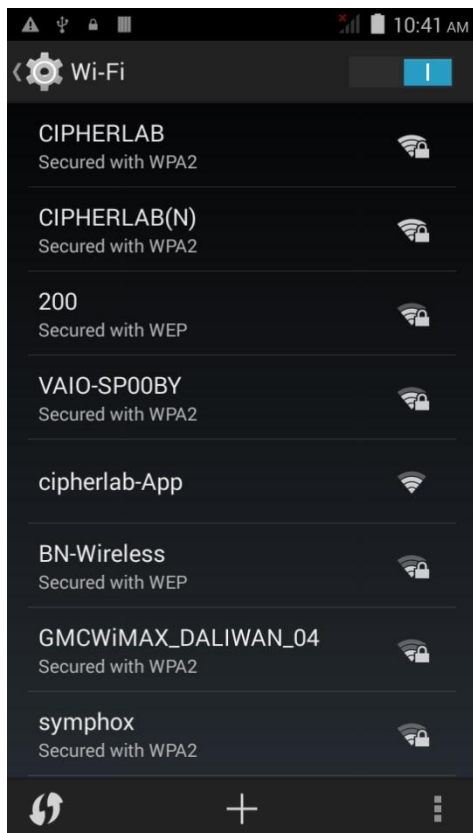 10:41 AM
Wi-Fi
CIPHERLAB
Secured with WPA2
CIPHERLAB(N)
Secured with WPA2
200
Secured with WEP
VAIO-SP00BY
Secured with WPA2
cipherlab-App
BN-Wireless
Secured with WEP
GMCWiMAX_DALIWAN_04
Secured with WPA2
symphox
Secured with WPA2